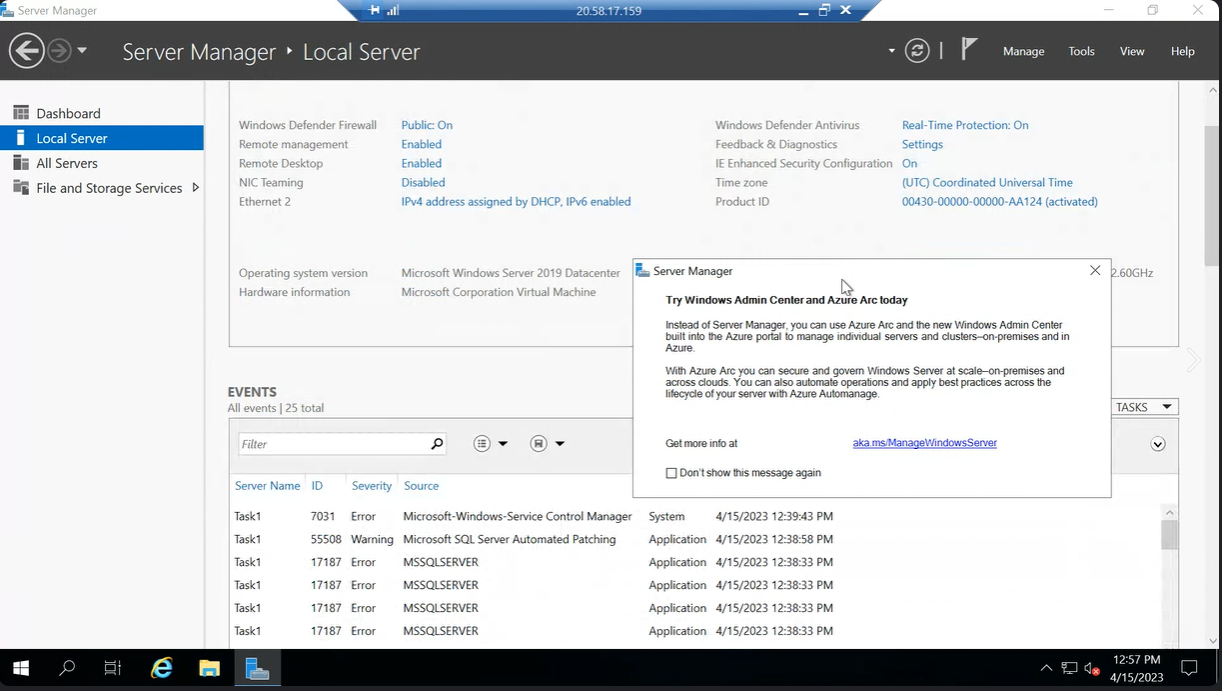 Server Manager
20.58.17.159
Server Manager ‣ Local Server
Manage Tools View Help
Dashboard
Local Server
All Servers
File and Storage Services
Windows Defender Firewall Public: On
Remote management Enabled
Remote Desktop Enabled
NIC Teaming Disabled
Ethernet 2 IPv4 address assigned by DHCP, IPv6 enabled
Windows Defender Antivirus Real-Time Protection: On
Feedback & Diagnostics Settings
IE Enhanced Security Configuration On
Time zone (UTC) Coordinated Universal Time
Product ID 00430-00000-00000-AA124 (activated)
Operating system version Microsoft Windows Server 2019 Datacenter
Hardware information Microsoft Corporation Virtual Machine
2.60GHz
Server Manager
Try Windows Admin Center and Azure Arc today
Instead of Server Manager, you can use Azure Arc and the new Windows Admin Center
built into the Azure portal to manage individual servers and clusters–on-premises and in
Azure.
With Azure Arc you can secure and govern Windows Server at scale–on-premises and
across clouds. You can also automate operations and apply best practices across the
lifecycle of your server with Azure Automanage.
Get more info at aka.ms/ManageWindowsServer
Don't show this message again
EVENTS
All events | 25 total
TASKS
Filter
Server Name ID Severity Source
Task1 7031 Error Microsoft-Windows-Service Control Manager System 4/15/2023 12:39:43 PM
Task1 55508 Warning Microsoft SQL Server Automated Patching Application 4/15/2023 12:38:58 PM
Task1 17187 Error MSSQLSERVER Application 4/15/2023 12:38:33 PM
Task1 17187 Error MSSQLSERVER Application 4/15/2023 12:38:33 PM
Task1 17187 Error MSSQLSERVER Application 4/15/2023 12:38:33 PM
Task1 17187 Error MSSQLSERVER Application 4/15/2023 12:38:33 PM
12:57 PM
4/15/2023